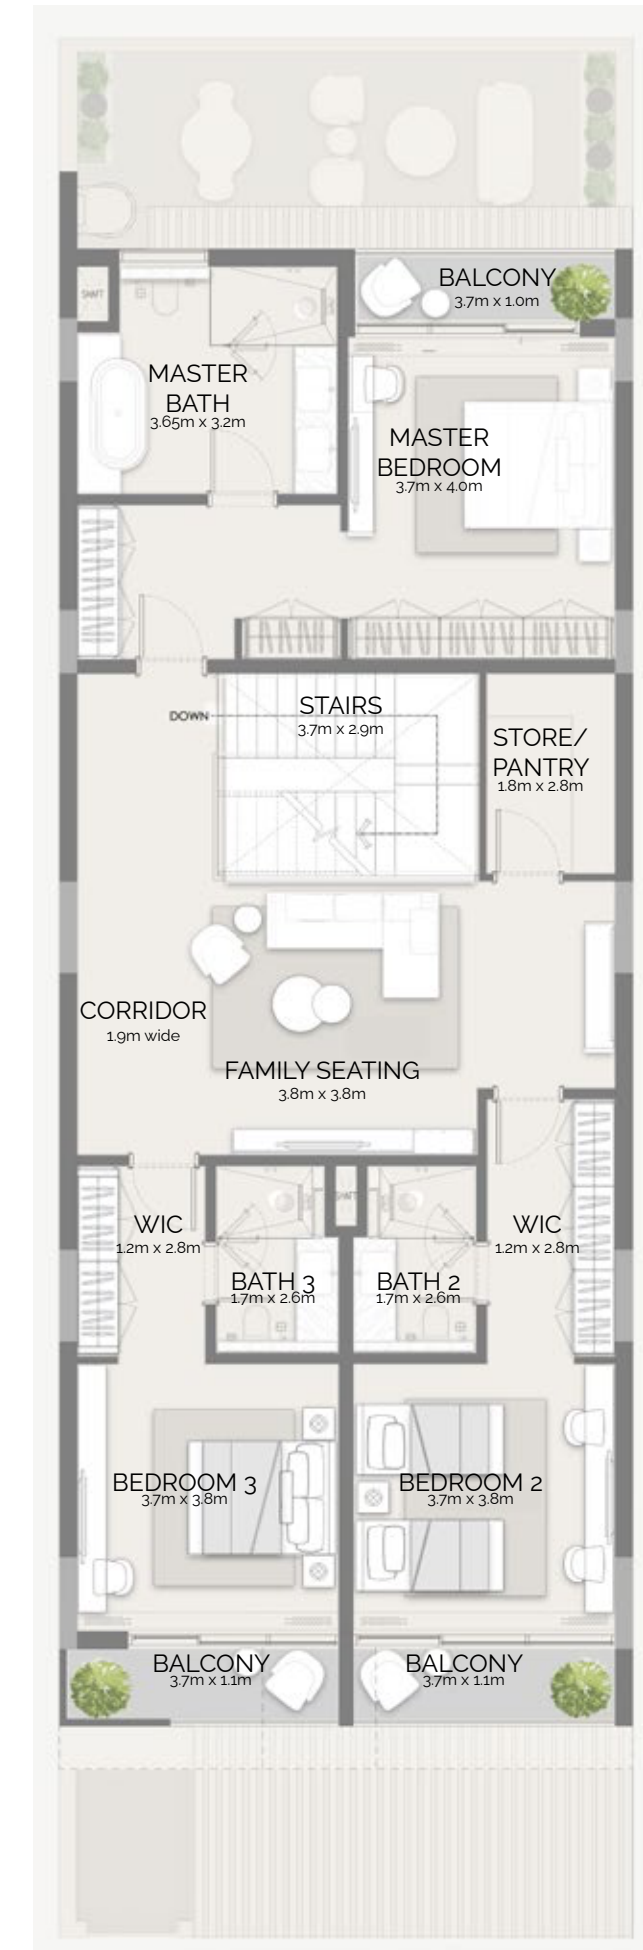 BALCONY
3.7m x 1.0m
SHAFT
MASTER
BATH
3.65m x 3.2m
MASTER
BEDROOM
3.7m x 4.0m
STAIRS
3.7m x 2.9m
DOWN
STORE/
PANTRY
1.8m x 2.8m
CORRIDOR
1.9m wide
FAMILY SEATING
3.8m x 3.8m
SHAFT
WIC
1.2m x 2.8m
WIC
1.2m x 2.8m
BATH 3
1.7m x 2.6m
BATH 2
1.7m x 2.6m
BEDROOM 3
3.7m x 3.8m
BEDROOM 2
3.7m x 3.8m
BALCONY
3.7m x 1.1m
BALCONY
3.7m x 1.1m